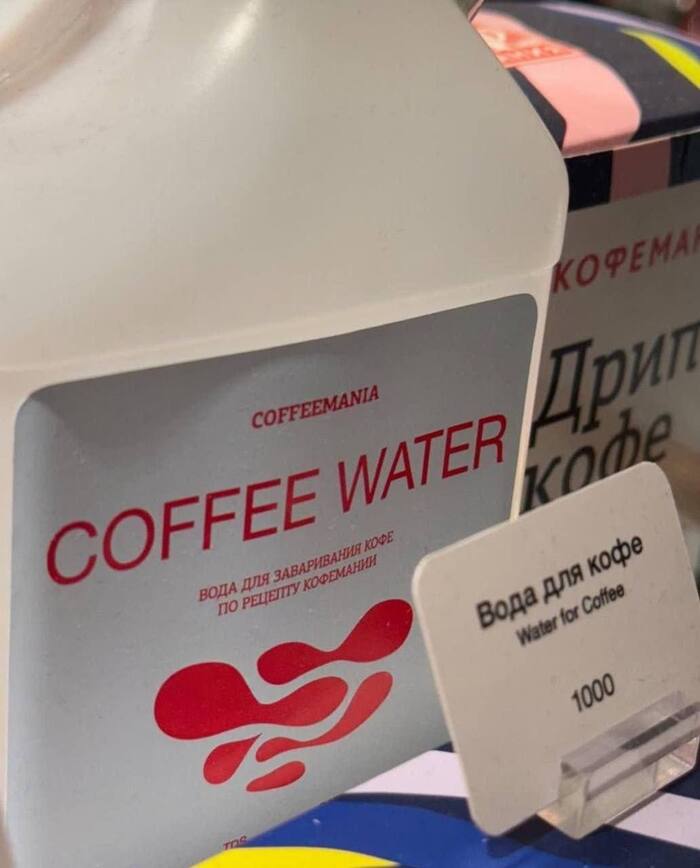 COFFEEMANIA
COFFEE WATER
ВОДА ДЛЯ ЗАВАРИВАНИЯ КОФЕ
ПО РЕЦЕПТУ КОФЕМАНИИ
TDS
Дрип
кофе
Вода для кофе
Water for Coffee
1000